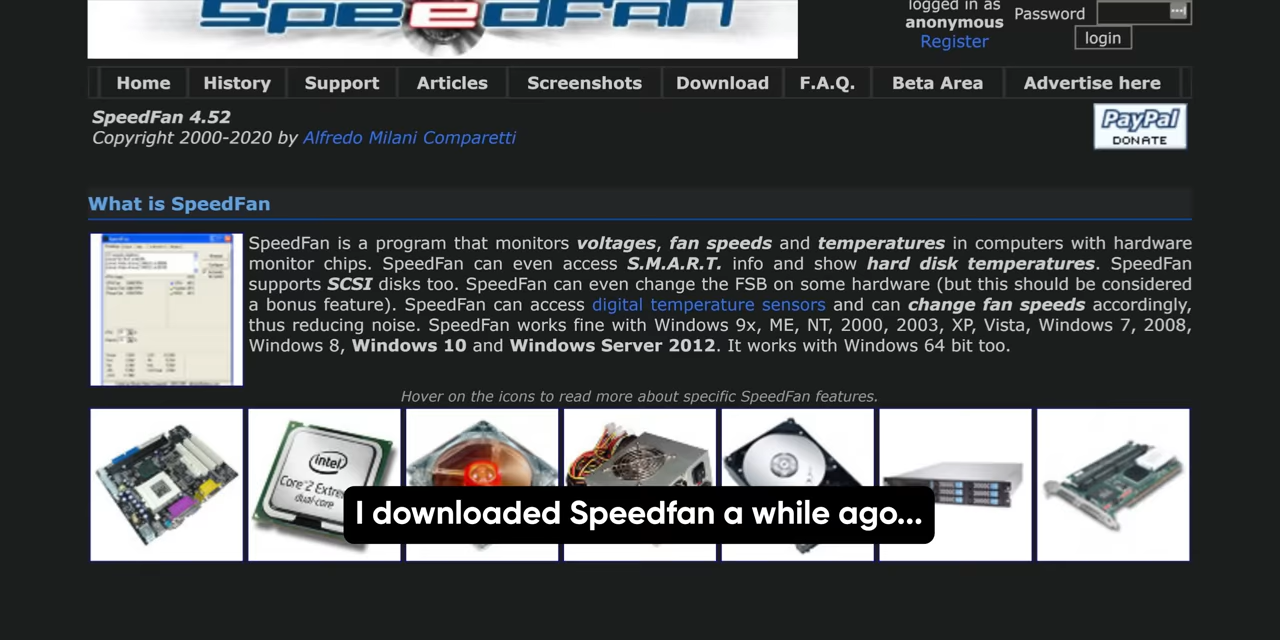 SpeedFan
logged in as
anonymous
Register
Password
login
Home History Support Articles Screenshots Download F.A.Q. Beta Area Advertise here
SpeedFan 4.52
Copyright 2000-2020 by Alfredo Milani Comparetti
PayPal
DONATE
What is SpeedFan
SpeedFan is a program that monitors voltages, fan speeds and temperatures in computers with hardware
monitor chips. SpeedFan can even access S.M.A.R.T. info and show hard disk temperatures. SpeedFan
supports SCSI disks too. SpeedFan can even change the FSB on some hardware (but this should be considered
a bonus feature). SpeedFan can access digital temperature sensors and can change fan speeds accordingly,
thus reducing noise. SpeedFan works fine with Windows 9x, ME, NT, 2000, 2003, XP, Vista, Windows 7, 2008,
Windows 8, Windows 10 and Windows Server 2012. It works with Windows 64 bit too.
Hover on the icons to read more about specific SpeedFan features.
intel
Core 2 Extreme
dual-core
I downloaded Speedfan a while ago...